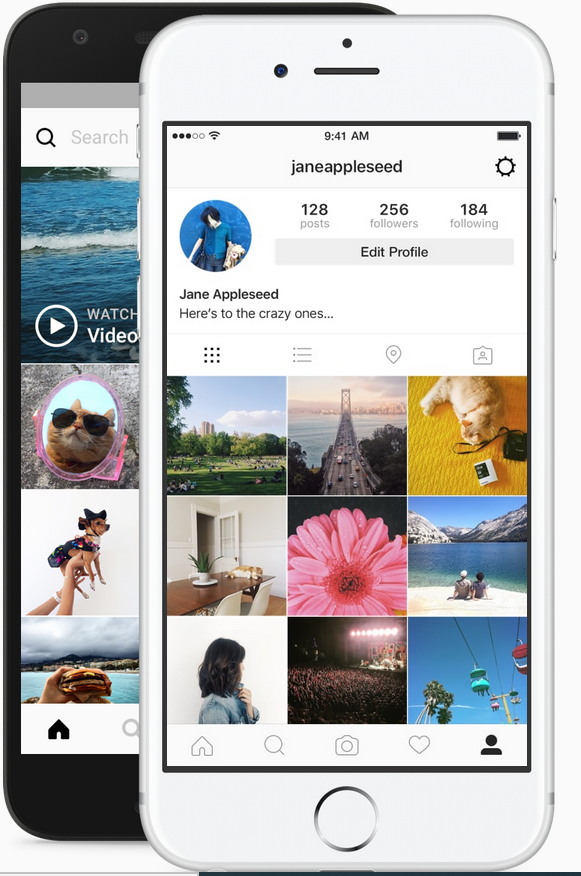 Search
WATCH
Video
9:41 AM
janeappleseed
128 256 184
posts followers following
Edit Profile
Jane Appleseed
Here's to the crazy ones...